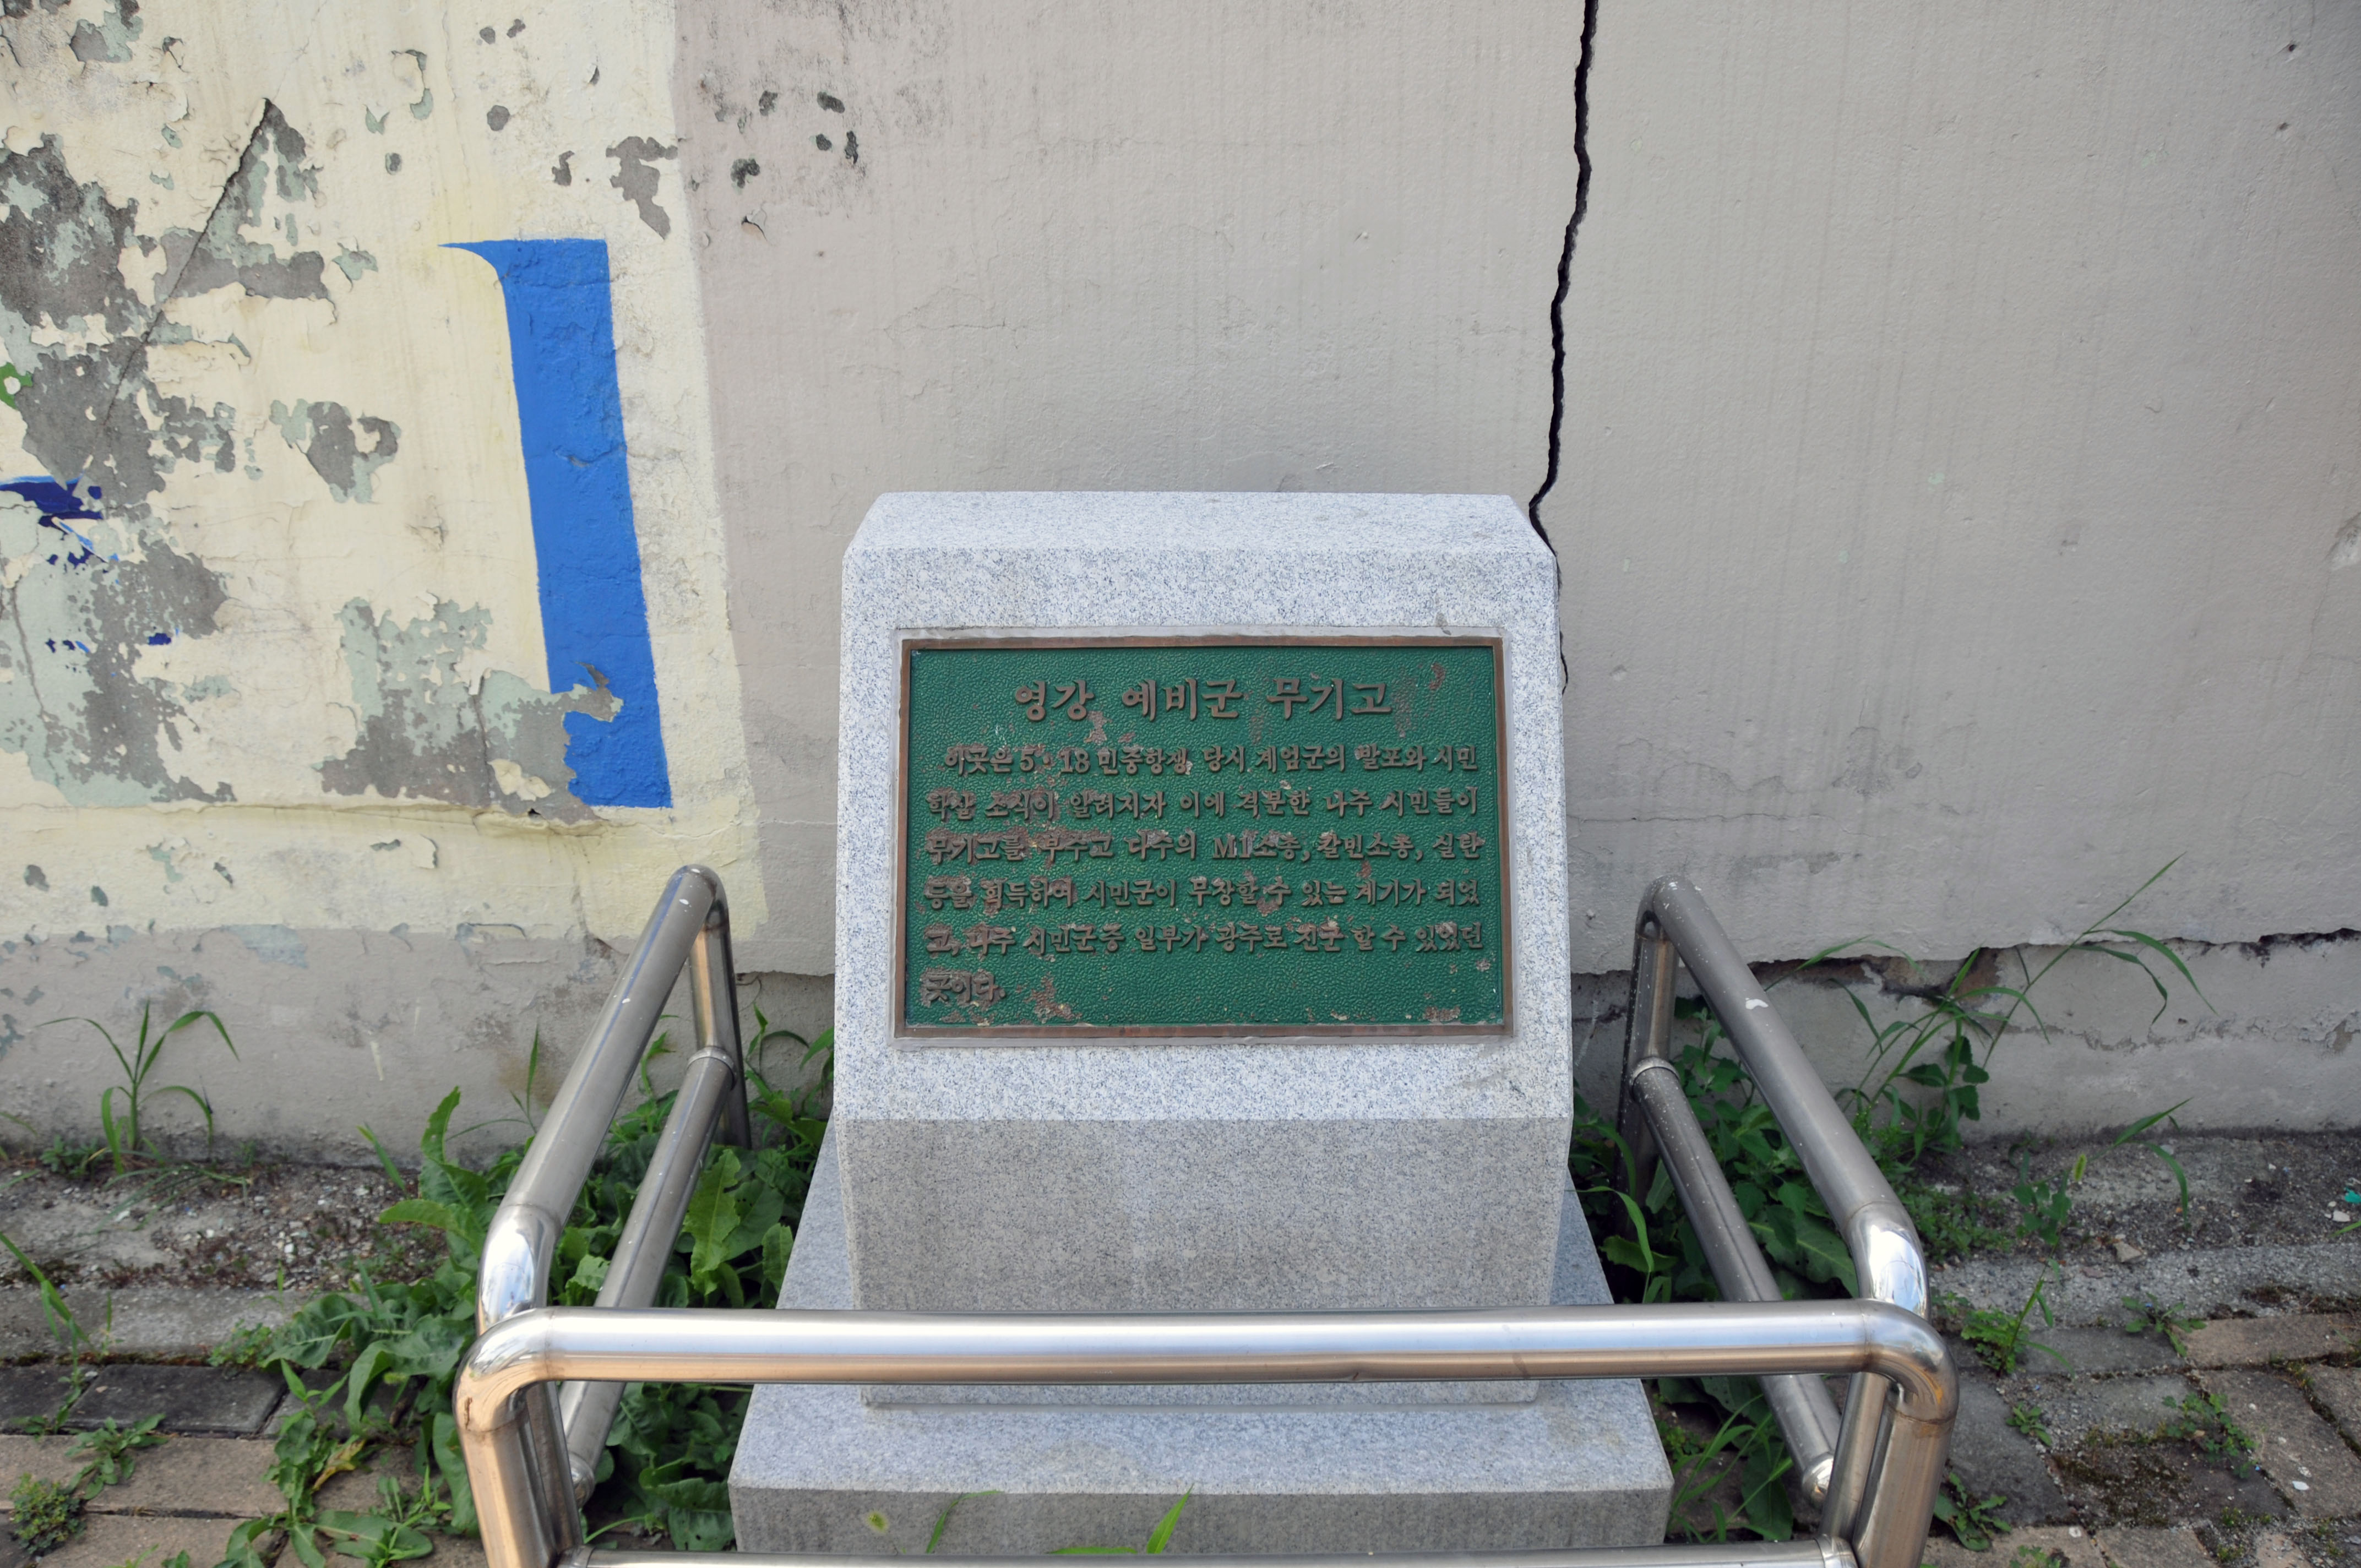 영강 예비군 무기고
이곳은 5·18 민중항쟁 당시 계엄군의 발포와 시민
학살 소식이 알려지자 이에 격분한 나주 시민들이
무기고를 부수고 다수의 M1소총, 칼빈소총, 실탄
등을 획득하여 시민군이 무장할 수 있는 계기가 되었
고, 나주 시민군중 일부가 광주로 진군 할 수 있었던
곳이다.